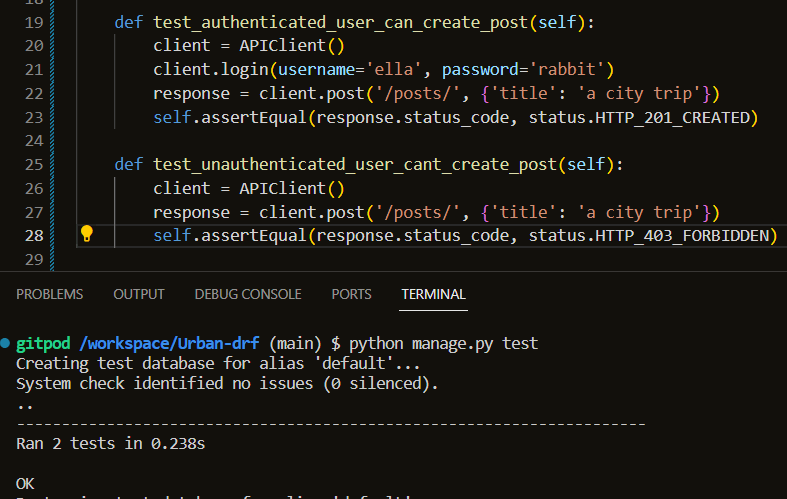 19 def test_authenticated_user_can_create_post(self):
20 client = APIClient()
21 client.login(username='ella', password='rabbit')
22 response = client.post('/posts/', {'title': 'a city trip'})
23 self.assertEqual(response.status_code, status.HTTP_201_CREATED)
24
25 def test_unauthenticated_user_cant_create_post(self):
26 client = APIClient()
27 response = client.post('/posts/', {'title': 'a city trip'})
28 self.assertEqual(response.status_code, status.HTTP_403_FORBIDDEN)
29
PROBLEMS OUTPUT DEBUG CONSOLE PORTS TERMINAL
gitpod /workspace/Urban-drf (main) $ python manage.py test
Creating test database for alias 'default'...
System check identified no issues (0 silenced).
..
----------------------------------------------------------------------
Ran 2 tests in 0.238s
OK